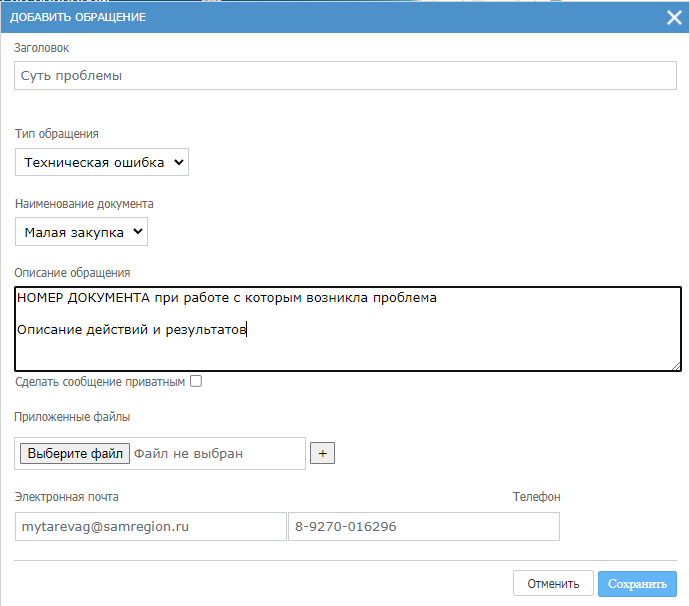 ДОБАВИТЬ ОБРАЩЕНИЕ
Заголовок
Суть проблемы
Тип обращения
Техническая ошибка
Наименование документа
Малая закупка
Описание обращения
НОМЕР ДОКУМЕНТА при работе с которым возникла проблема
Описание действий и результатов
Сделать сообщение приватным
Приложенные файлы
Выберите файл Файл не выбран +
Электронная почта Телефон
mytarevag@samregion.ru 8-9270-016296
Отменить Сохранить